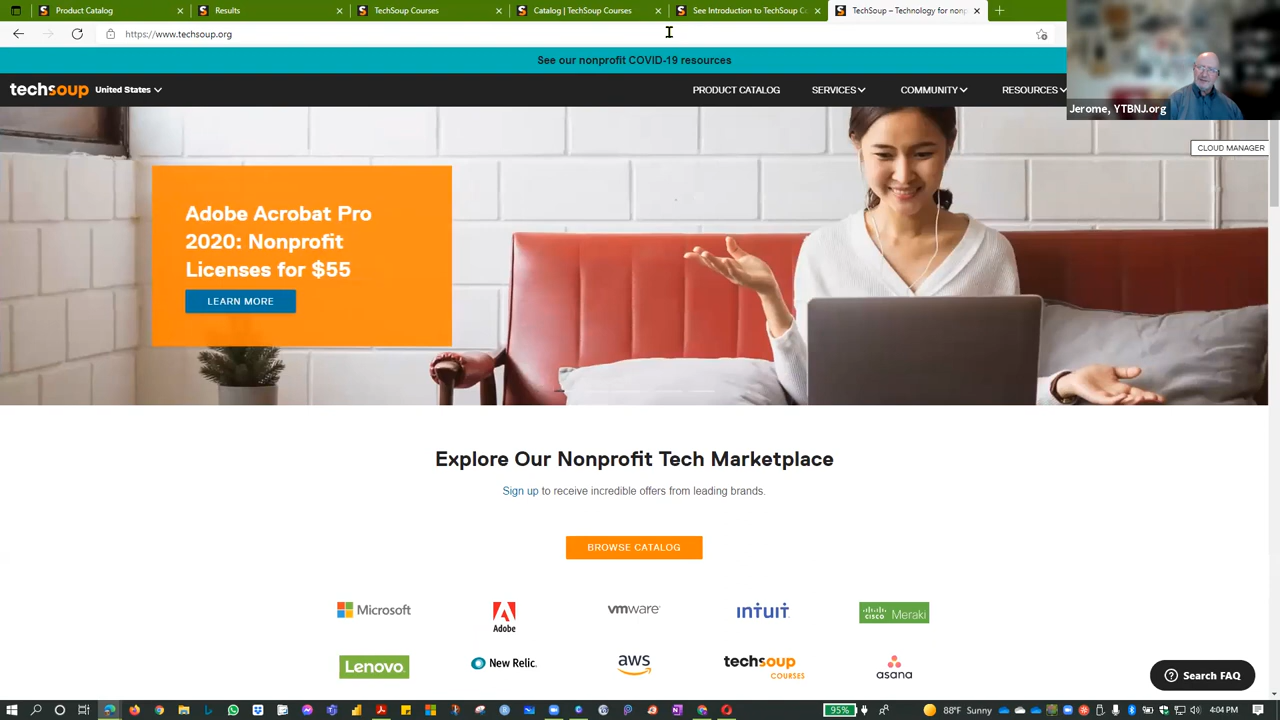 Product Catalog
Results
TechSoup Courses
Catalog | TechSoup Courses
See Introduction to TechSoup Co
TechSoup – Technology for nonp
https://www.techsoup.org
See our nonprofit COVID-19 resources
techsoup United States
PRODUCT CATALOG SERVICES COMMUNITY RESOURCES
Jerome, YTBNJ.org
CLOUD MANAGER
Adobe Acrobat Pro
2020: Nonprofit
Licenses for $55
LEARN MORE
Explore Our Nonprofit Tech Marketplace
Sign up to receive incredible offers from leading brands.
BROWSE CATALOG
Microsoft
Adobe
vmware
intuit
cisco Meraki
Lenovo
New Relic
aws
techsoup
COURSES
asana
Search FAQ
95%
88°F Sunny
4:04 PM